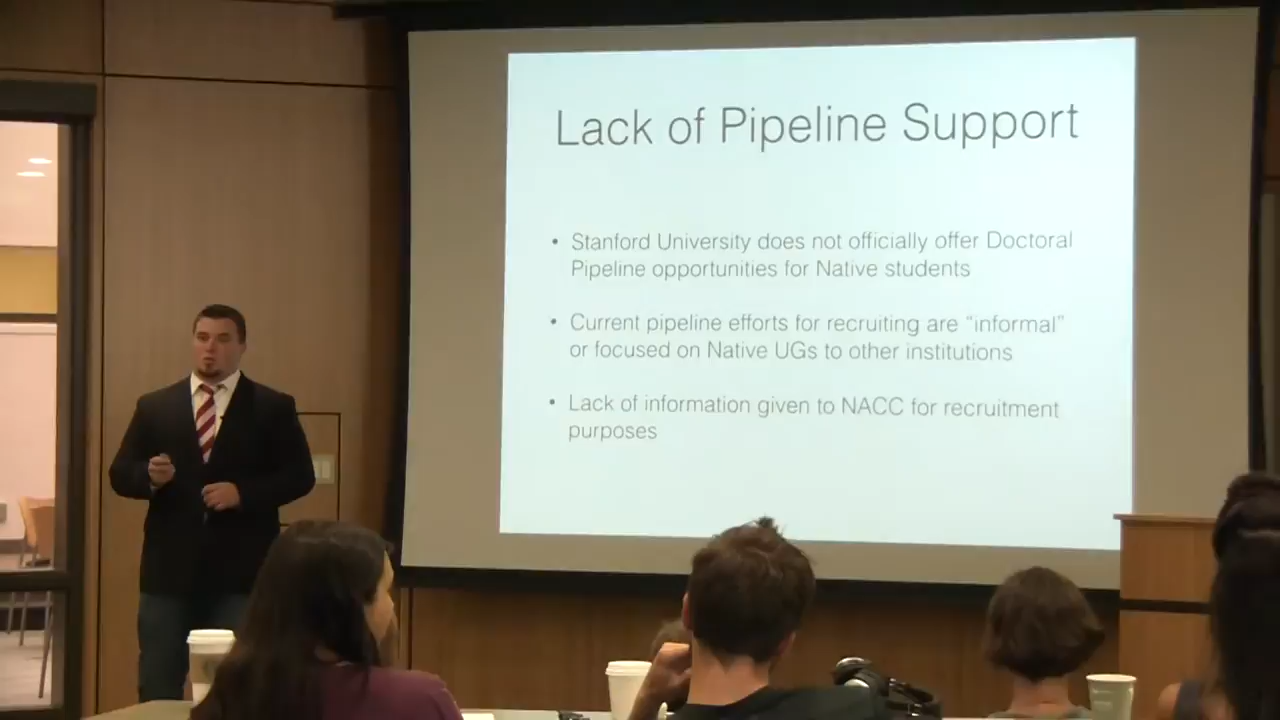 Lack of Pipeline Support
• Stanford University does not officially offer Doctoral
Pipeline opportunities for Native students
• Current pipeline efforts for recruiting are “informal”
or focused on Native UGs to other institutions
• Lack of information given to NACC for recruitment
purposes